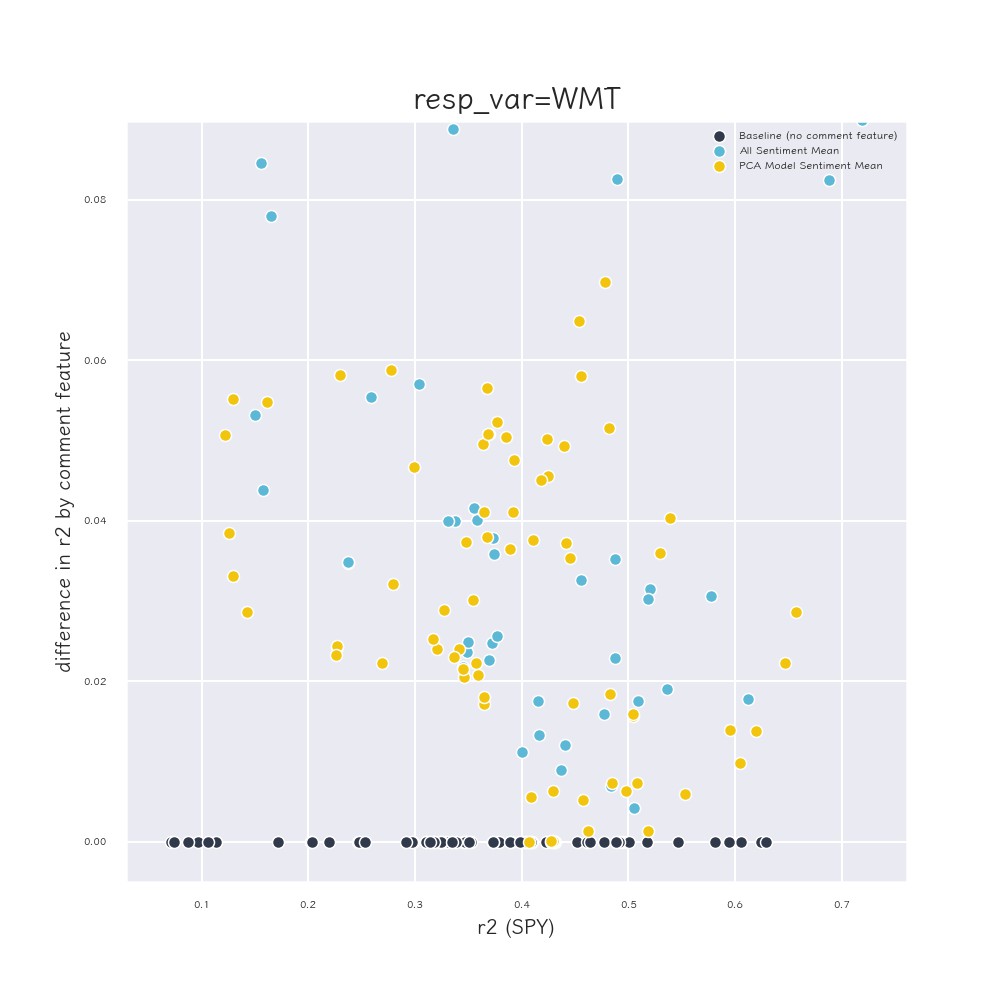 resp_var=WMT
Baseline (no comment feature)
All Sentiment Mean
PCA Model Sentiment Mean
0.08
0.06
0.04
0.02
0.00
difference in r2 by comment feature
0.1 0.2 0.3 0.4 0.5 0.6 0.7
r2 (SPY)